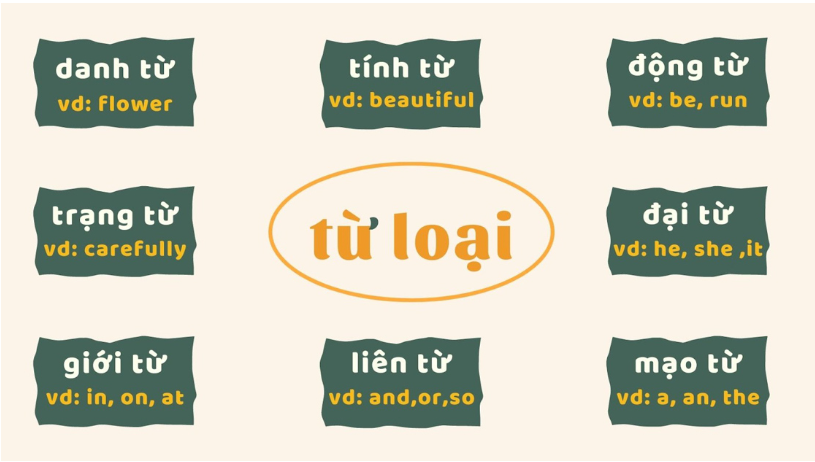 danh từ
vd: flower
tính từ
vd: beautiful
động từ
vd: be, run
trạng từ
vd: carefully
từ loại
đại từ
vd: he, she ,it
giới từ
vd: in, on, at
liên từ
vd: and,or,so
mạo từ
vd: a, an, the